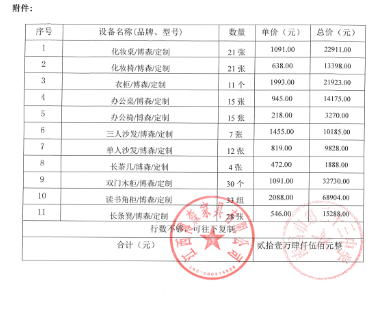 附件：
序号 设备名称(品牌、型号) 数量 单价（元） 总价（元）
1 化妆桌/博森/定制 21 张 1091.00 22911.00
2 化妆椅/博森/定制 21 张 638.00 13398.00
3 衣柜/博森/定制 11 个 1993.00 21923.00
4 办公桌/博森/定制 15 张 945.00 14175.00
5 办公椅/博森/定制 15 张 218.00 3270.00
6 三人沙发/博森/定制 7 张 1455.00 10185.00
7 单人沙发/博森/定制 12 张 819.00 9828.00
8 长茶几/博森/定制 4 张 472.00 1888.00
9 双门木柜/博森/定制 30 个 1091.00 32730.00
10 读书角柜/博森/定制 33 组 2088.00 68904.00
11 长条凳/博森/定制 28 张 546.00 15288.00
行数不够，可往下复制
合计（元） 贰拾壹万肆仟伍佰元整